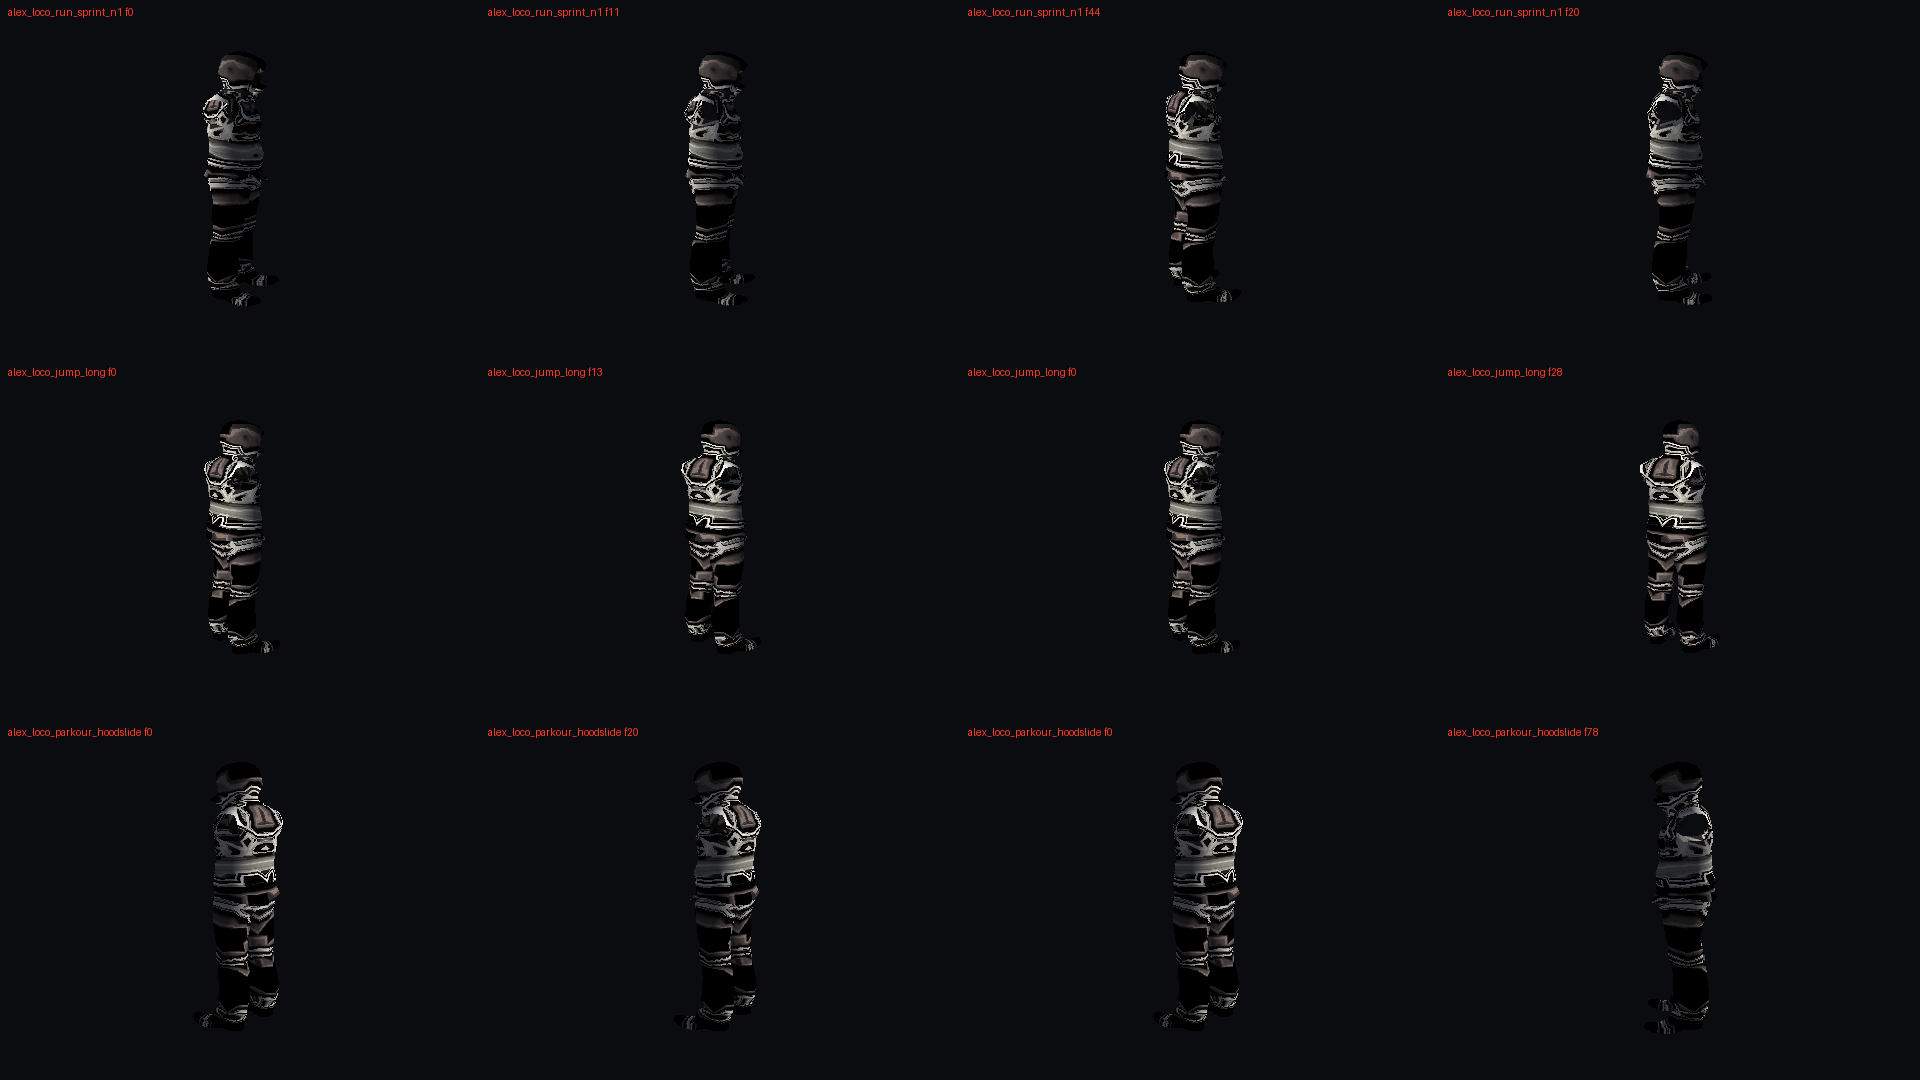 alex_loco_run_sprint_n1 f0
alex_loco_run_sprint_n1 f11
alex_loco_run_sprint_n1 f44
alex_loco_run_sprint_n1 f20
alex_loco_jump_long f0
alex_loco_jump_long f13
alex_loco_jump_long f0
alex_loco_jump_long f28
alex_loco_parkour_hoodslide f0
alex_loco_parkour_hoodslide f20
alex_loco_parkour_hoodslide f0
alex_loco_parkour_hoodslide f78